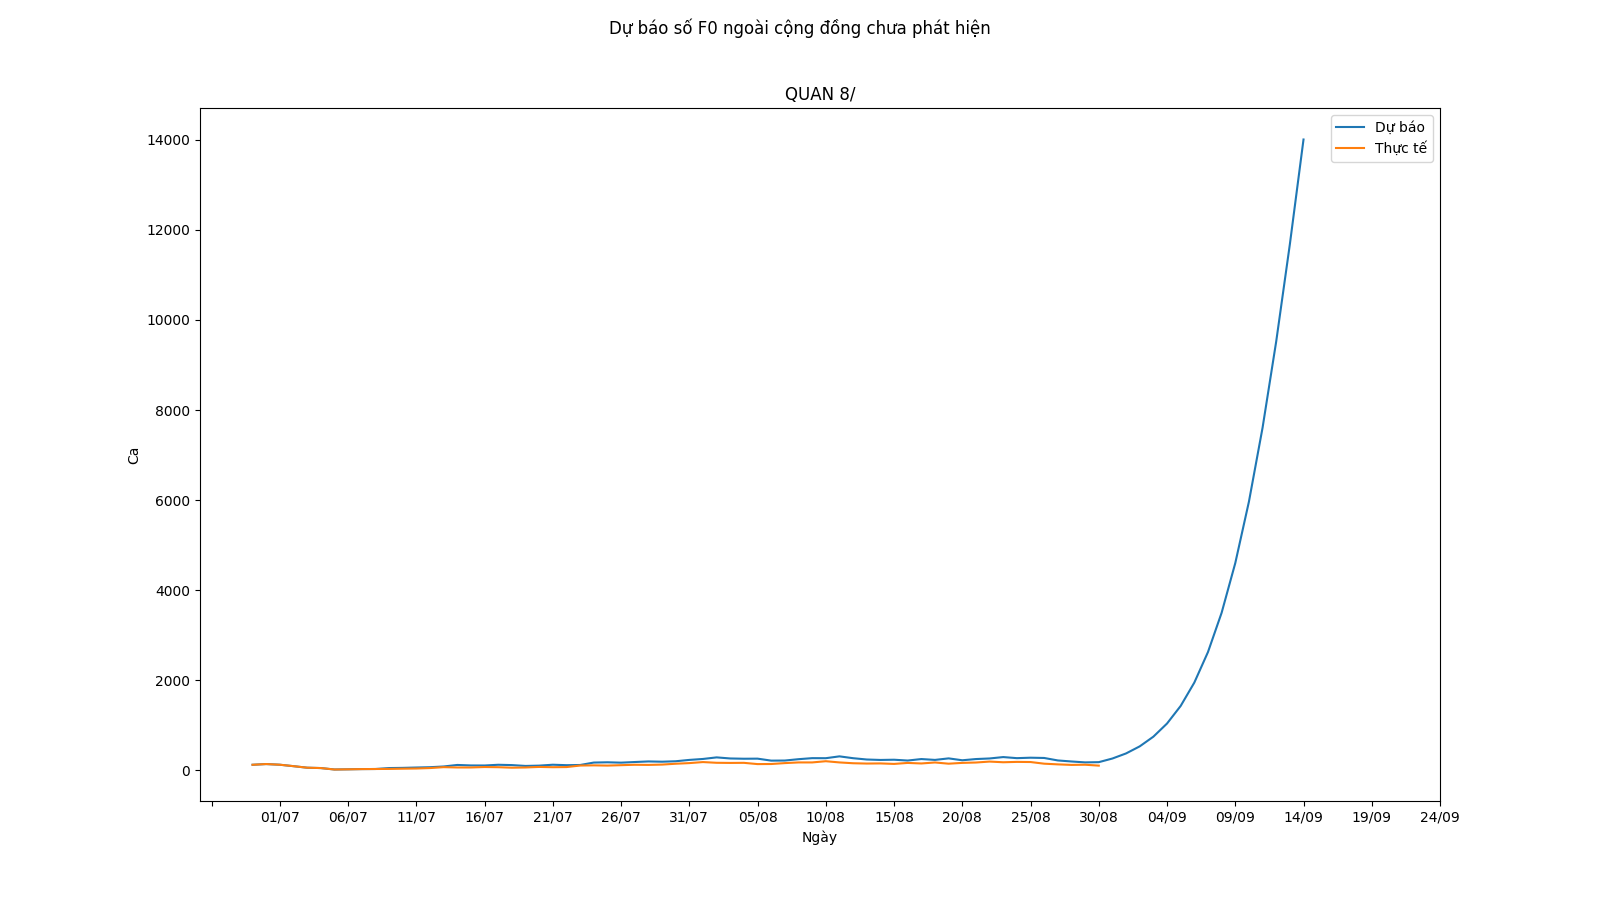 Dự báo số F0 ngoài cộng đồng chưa phát hiện
QUAN 8/
Dự báo
Thực tế
14000
12000
10000
8000
6000
4000
2000
0
Ca
01/07 06/07 11/07 16/07 21/07 26/07 31/07 05/08 10/08 15/08 20/08 25/08 30/08 04/09 09/09 14/09 19/09 24/09
Ngày